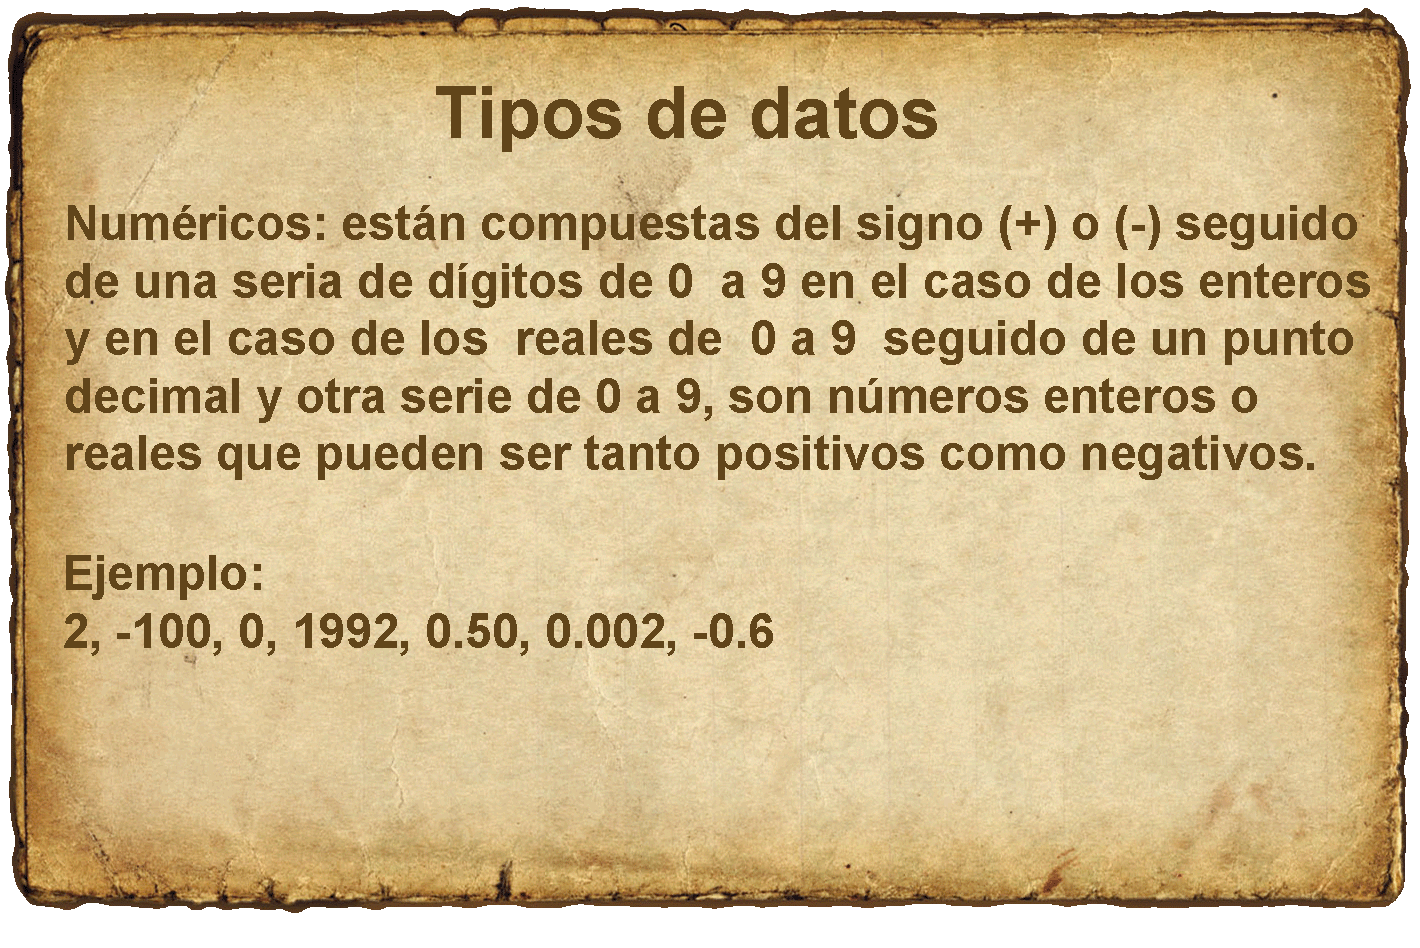 Tipos de datos
Numéricos: están compuestas del signo (+) o (-) seguido
de una seria de dígitos de 0 a 9 en el caso de los enteros
y en el caso de los reales de 0 a 9 seguido de un punto
decimal y otra serie de 0 a 9, son números enteros o
reales que pueden ser tanto positivos como negativos.
Ejemplo:
2, -100, 0, 1992, 0.50, 0.002, -0.6